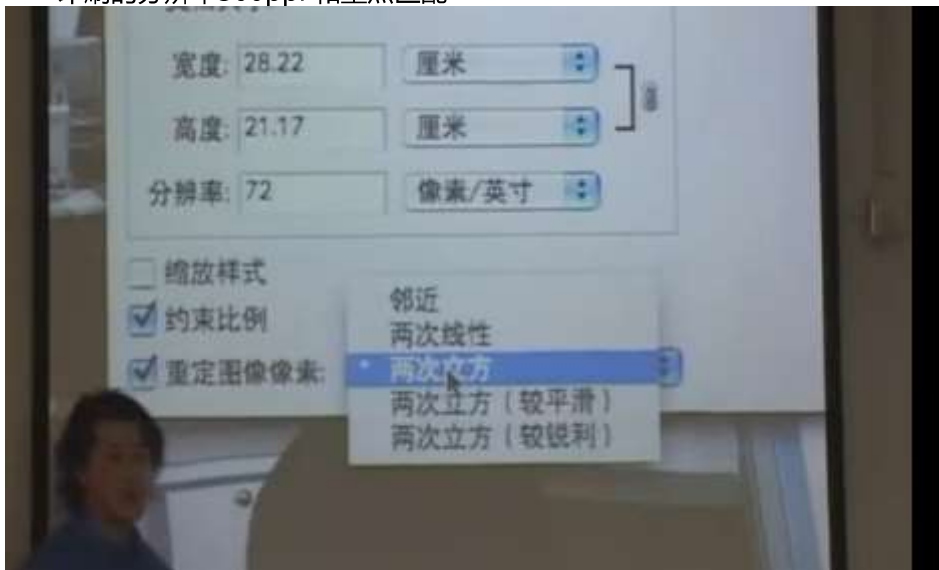 宽度: 28.22 厘米
高度: 21.17 厘米
分辨率: 72 像素/英寸
缩放样式
约束比例
重定图像像素:
邻近
两次线性
两次立方
两次立方（较平滑）
两次立方（较锐利）